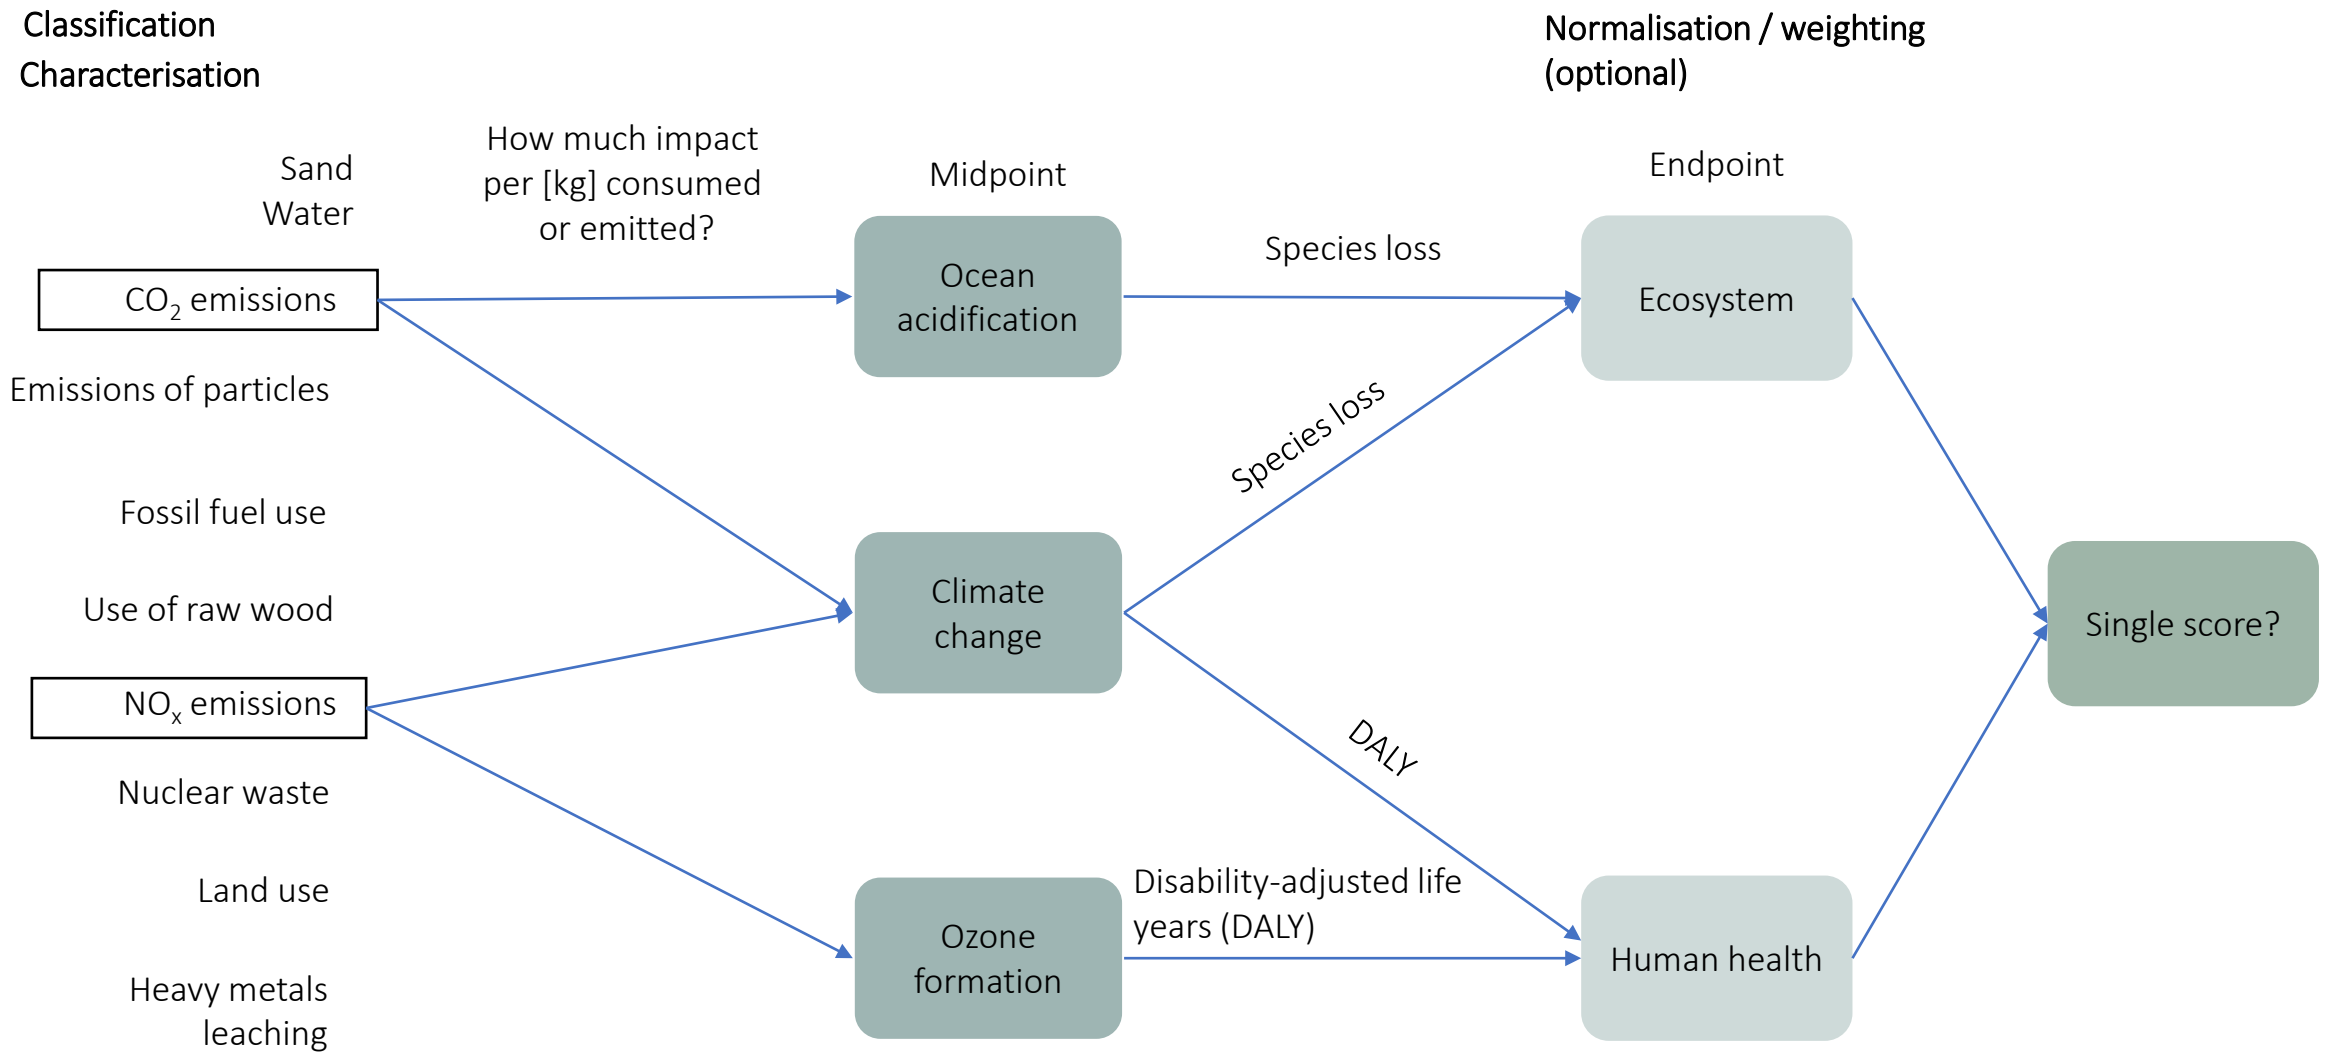 Classification
Characterisation
Normalisation / weighting
(optional)
Sand
Water
CO₂ emissions
Emissions of particles
Fossil fuel use
Use of raw wood
NOₓ emissions
Nuclear waste
Land use
Heavy metals
leaching
How much impact
per [kg] consumed
or emitted?
Midpoint
Ocean
acidification
Climate
change
Ozone
formation
Species loss
Species loss
DALY
Disability-adjusted life
years (DALY)
Endpoint
Ecosystem
Human health
Single score?